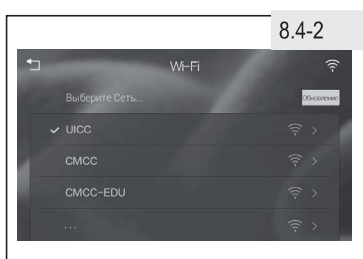 8.4-2
Wi-Fi
Выберите Сеть...
Обновление
UICC
CMCC
CMCC-EDU
...